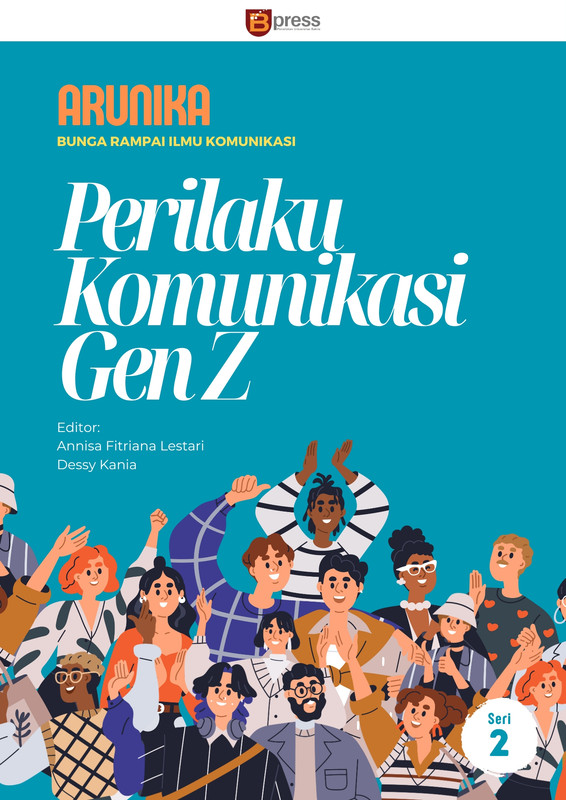 Bpress
Penerbitan Universitas Bakrie
ARUNIKA
BUNGA RAMPAI ILMU KOMUNIKASI
Perilaku
Komunikasi
Gen Z
Editor:
Annisa Fitriana Lestari
Dessy Kania
Seri
2